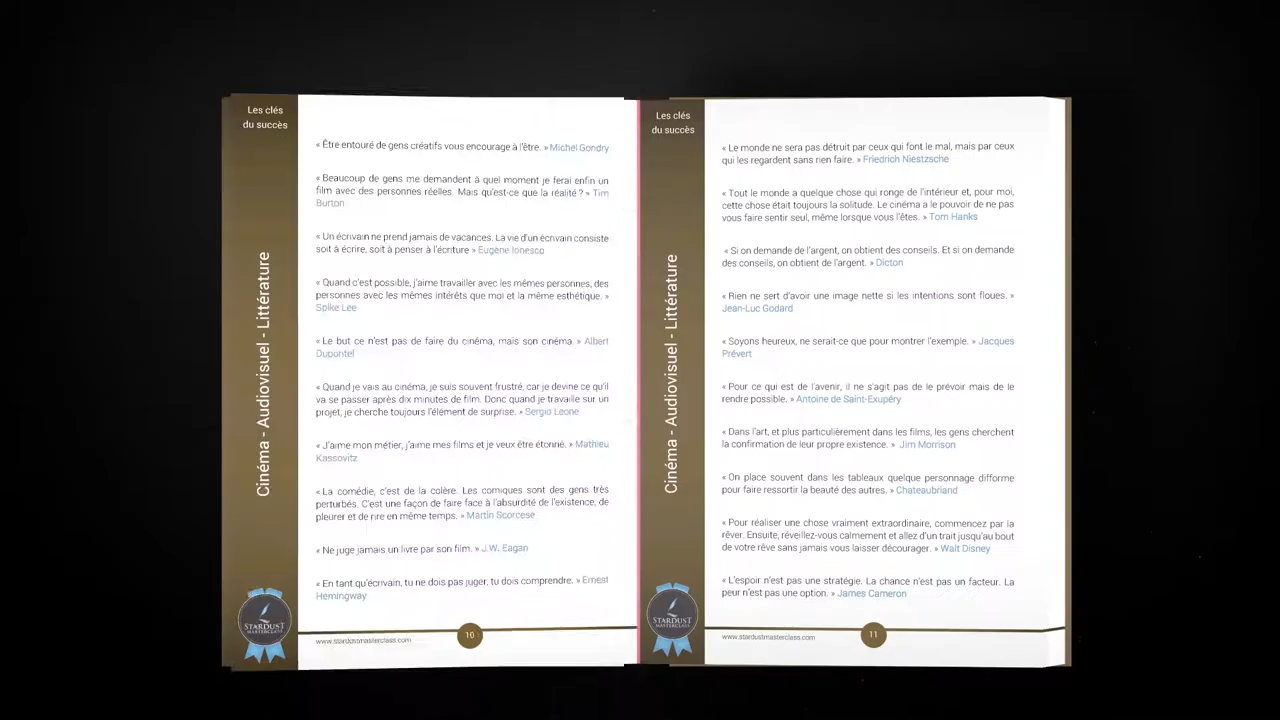 Les clés
du succès
Cinéma - Audiovisuel - Littérature
« Être entouré de gens créatifs vous encourage à l'être. » Michel Gondry
« Beaucoup de gens me demandent à quel moment je ferai enfin un
film avec des personnes réelles. Mais qu'est-ce que la réalité ? » Tim
Burton
« Un écrivain ne prend jamais de vacances. La vie d'un écrivain consiste
soit à écrire, soit à penser à l'écriture » Eugène Ionesco
« Quand c'est possible, j'aime travailler avec les mêmes personnes, des
personnes avec les mêmes intérêts que moi et la même esthétique. »
Spike Lee
« Le but ce n'est pas de faire du cinéma, mais son cinéma. » Albert
Dupontel
« Quand je vais au cinéma, je suis souvent frustré, car je devine ce qu'il
va se passer après dix minutes de film. Donc quand je travaille sur un
projet, je cherche toujours l'élément de surprise. » Sergio Leone
« J'aime mon métier, j'aime mes films et je veux être étonné. » Mathieu
Kassovitz
« La comédie, c'est de la colère. Les comiques sont des gens très
perturbés. C'est une façon de faire face à l'absurdité de l'existence, de
pleurer et de rire en même temps. » Martin Scorcese
« Ne juge jamais un livre par son film. » J.W. Eagan
« En tant qu'écrivain, tu ne dois pas juger, tu dois comprendre. » Ernest
Hemingway
STARDUST
MASTERCLASS
www.stardustmasterclass.com
10
Les clés
du succès
Cinéma - Audiovisuel - Littérature
« Le monde ne sera pas détruit par ceux qui font le mal, mais par ceux
qui les regardent sans rien faire. » Friedrich Niestzsche
« Tout le monde a quelque chose qui ronge de l'intérieur et, pour moi,
cette chose était toujours la solitude. Le cinéma a le pouvoir de ne pas
vous faire sentir seul, même lorsque vous l'êtes. » Tom Hanks
« Si on demande de l'argent, on obtient des conseils. Et si on demande
des conseils, on obtient de l'argent. » Dicton
« Rien ne sert d'avoir une image nette si les intentions sont floues. »
Jean-Luc Godard
« Soyons heureux, ne serait-ce que pour montrer l'exemple. » Jacques
Prévert
« Pour ce qui est de l'avenir, il ne s'agit pas de le prévoir mais de le
rendre possible. » Antoine de Saint-Exupéry
« Dans l'art, et plus particulièrement dans les films, les gens cherchent
la confirmation de leur propre existence. » Jim Morrison
« On place souvent dans les tableaux quelque personnage difforme
pour faire ressortir la beauté des autres. » Chateaubriand
« Pour réaliser une chose vraiment extraordinaire, commencez par la
rêver. Ensuite, réveillez-vous calmement et allez d'un trait jusqu'au bout
de votre rêve sans jamais vous laisser décourager. » Walt Disney
« L'espoir n'est pas une stratégie. La chance n'est pas un facteur. La
peur n'est pas une option. » James Cameron
STARDUST
MASTERCLASS
www.stardustmasterclass.com
11